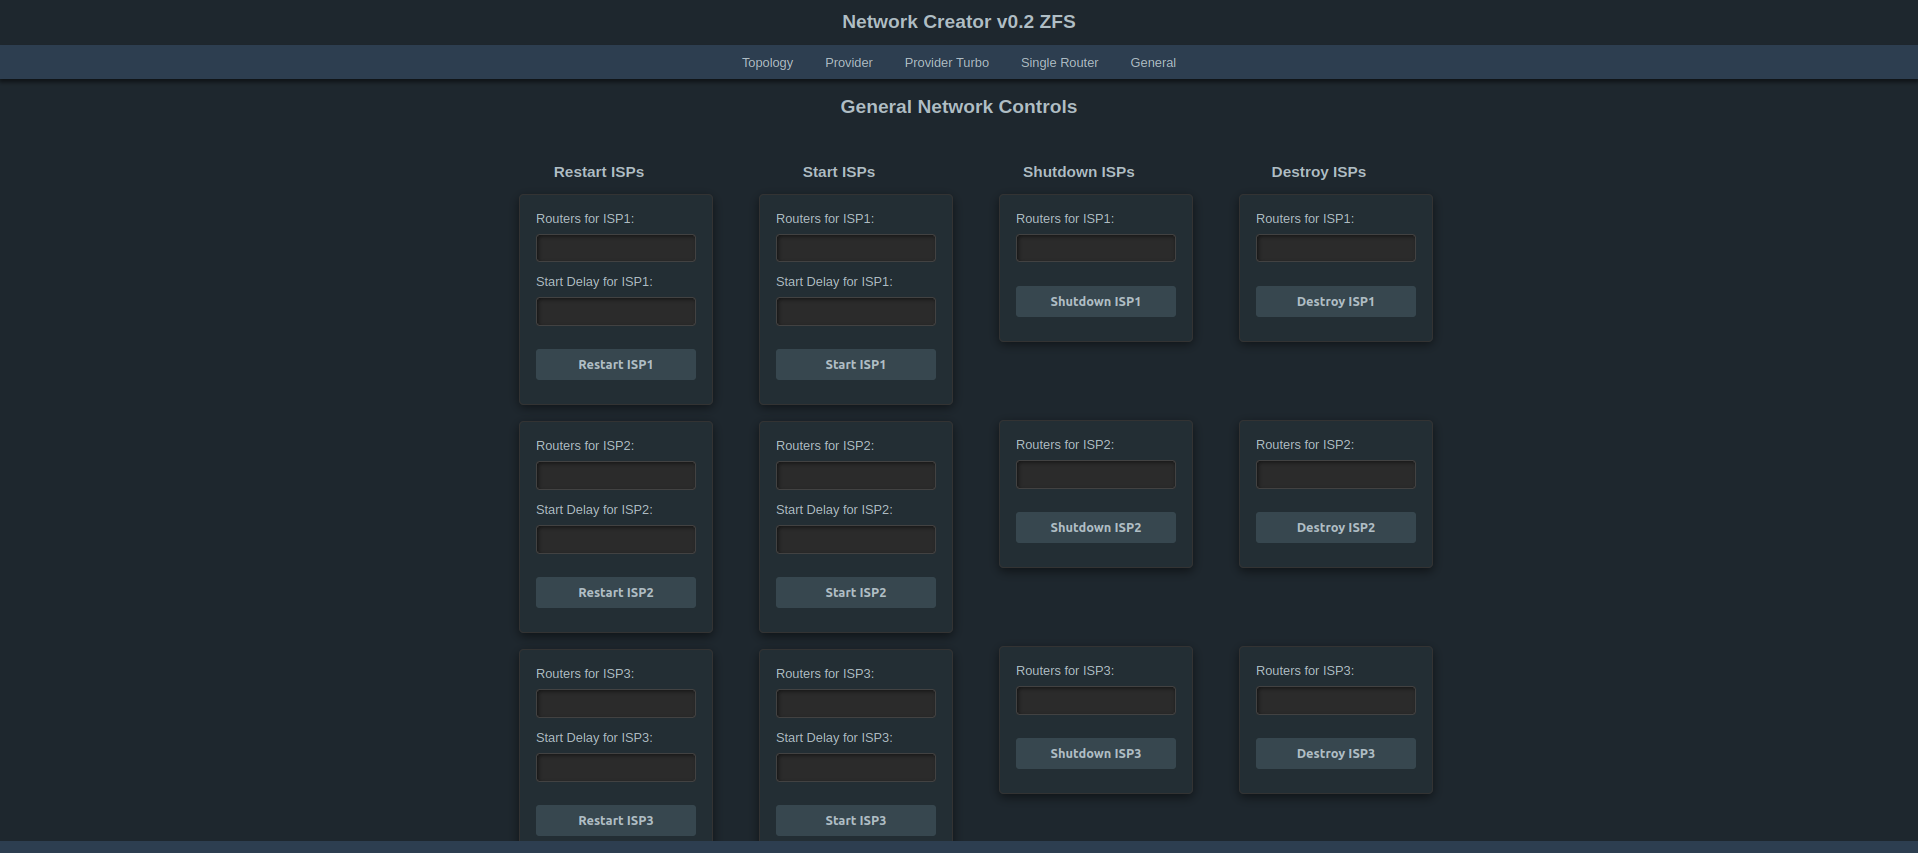 Network Creator v0.2 ZFS
Topology Provider Provider Turbo Single Router General
General Network Controls
Restart ISPs
Routers for ISP1:
Start Delay for ISP1:
Restart ISP1
Routers for ISP2:
Start Delay for ISP2:
Restart ISP2
Routers for ISP3:
Start Delay for ISP3:
Restart ISP3
Start ISPs
Routers for ISP1:
Start Delay for ISP1:
Start ISP1
Routers for ISP2:
Start Delay for ISP2:
Start ISP2
Routers for ISP3:
Start Delay for ISP3:
Start ISP3
Shutdown ISPs
Routers for ISP1:
Shutdown ISP1
Routers for ISP2:
Shutdown ISP2
Routers for ISP3:
Shutdown ISP3
Destroy ISPs
Routers for ISP1:
Destroy ISP1
Routers for ISP2:
Destroy ISP2
Routers for ISP3:
Destroy ISP3